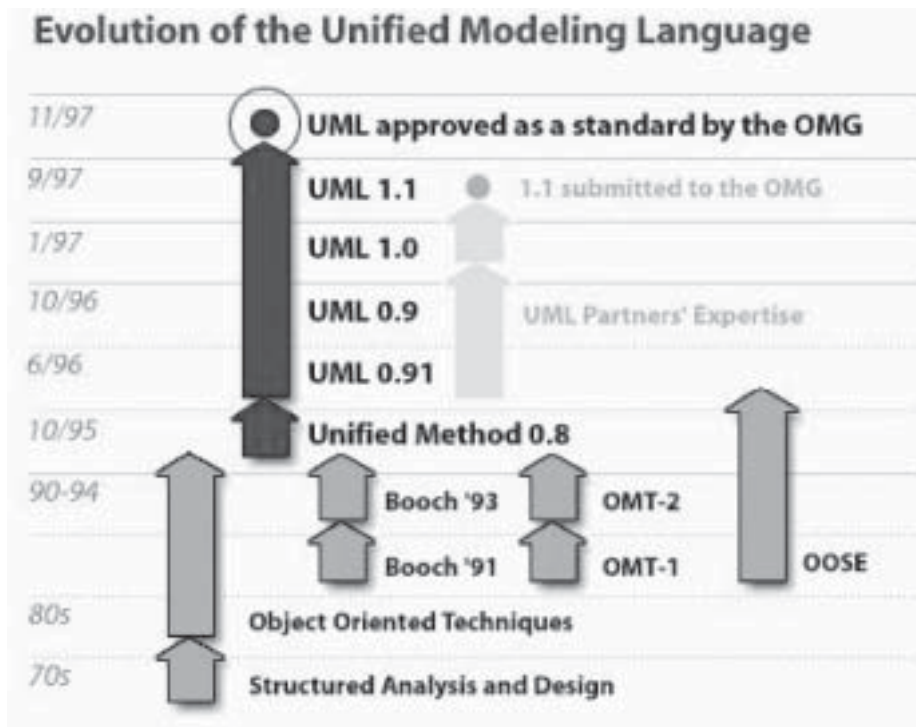 Evolution of the Unified Modeling Language
11/97 UML approved as a standard by the OMG
9/97 UML 1.1 1.1 submitted to the OMG
1/97 UML 1.0
10/96 UML 0.9 UML Partners' Expertise
6/96 UML 0.91
10/95 Unified Method 0.8
90-94 Booch '93 OMT-2
Booch '91 OMT-1 OOSE
80s Object Oriented Techniques
70s Structured Analysis and Design